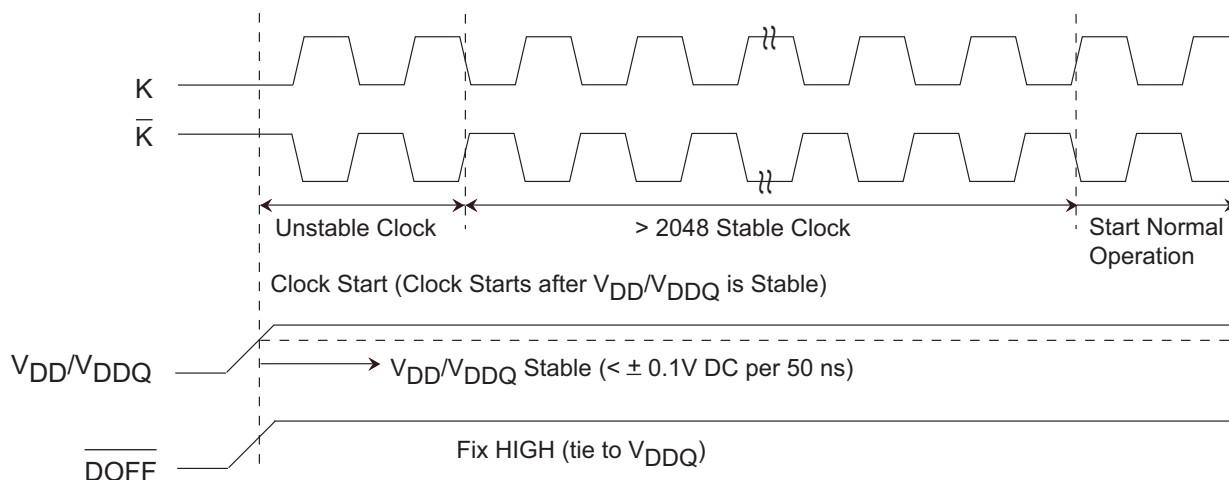 K
K̅
Unstable Clock
> 2048 Stable Clock
Start Normal
Operation
Clock Start (Clock Starts after VDD/VDDQ is Stable)
VDD/VDDQ
VDD/VDDQ Stable (< ± 0.1V DC per 50 ns)
Fix HIGH (tie to VDDQ)
D̅O̅F̅F̅